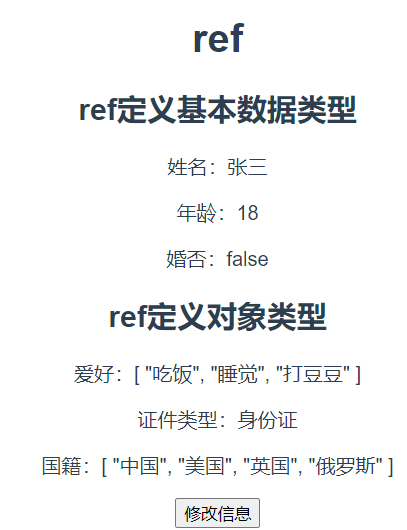 ref
ref定义基本数据类型
姓名：张三
年龄：18
婚否：false
ref定义对象类型
爱好：[ "吃饭", "睡觉", "打豆豆" ]
证件类型：身份证
国籍：[ "中国", "美国", "英国", "俄罗斯" ]
修改信息